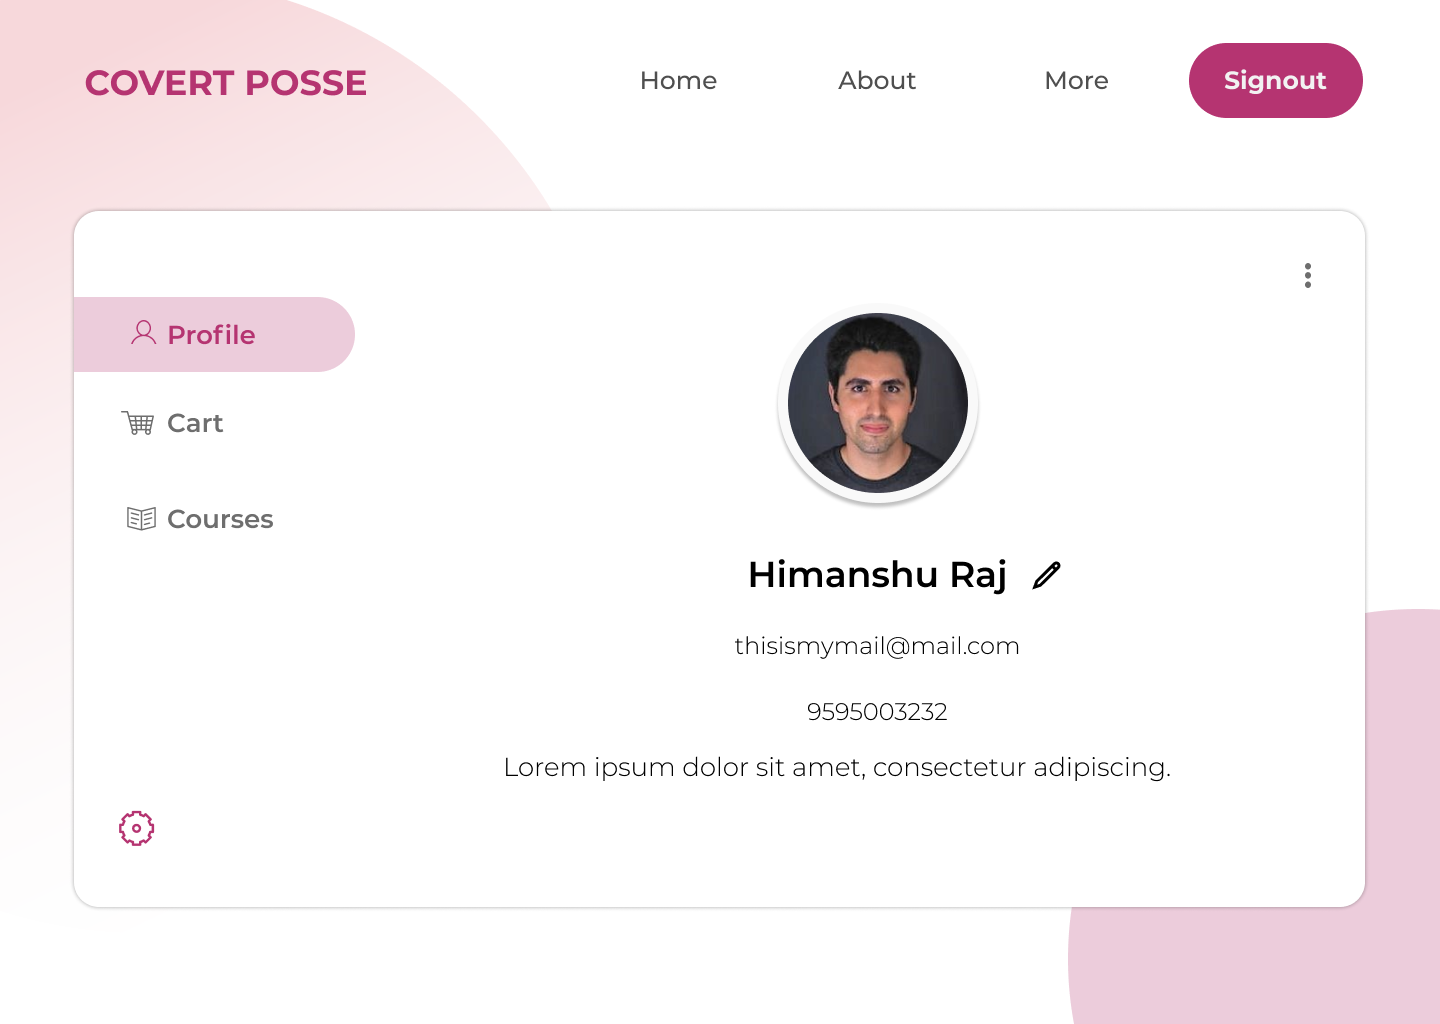 COVERT POSSE
Home
About
More
Signout
Profile
Cart
Courses
Himanshu Raj
thisismymail@mail.com
9595003232
Lorem ipsum dolor sit amet, consectetur adipiscing.